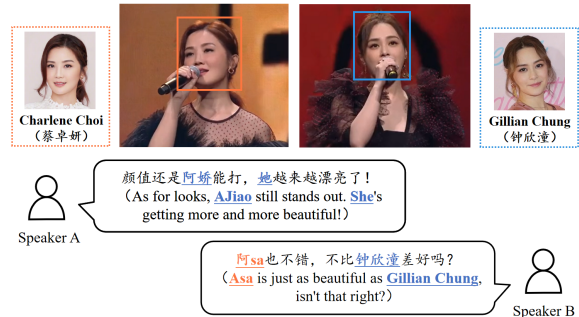 Charlene Choi
（蔡卓妍）
Gillian Chung
（钟欣潼）
颜值还是阿娇能打，她越来越漂亮了！
(As for looks, AJiao still stands out. She's
getting more and more beautiful!）
Speaker A
阿sa也不错，不比钟欣潼差好吗？
（Asa is just as beautiful as Gillian Chung,
isn't that right?）
Speaker B